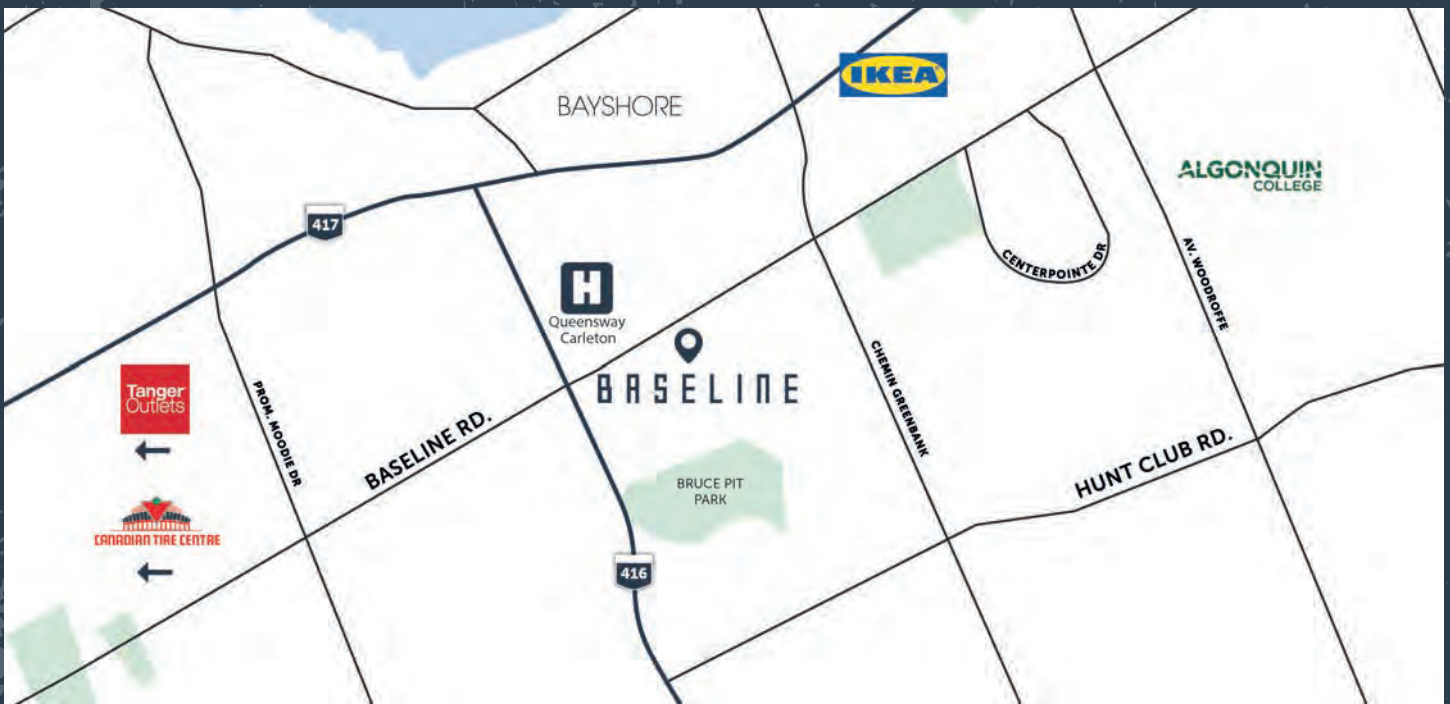 IKEA
BAYSHORE
ALGONQUIN
COLLEGE
417
CENTERPOINTE DR
AV. WOODROFFE
H
Queensway
Carleton
BASELINE
Tanger
Outlets
PROM. MOODIE DR
BASELINE RD.
CHEMIN GREENBANK
HUNT CLUB RD.
BRUCE PIT
PARK
CANADIAN TIRE CENTRE
416